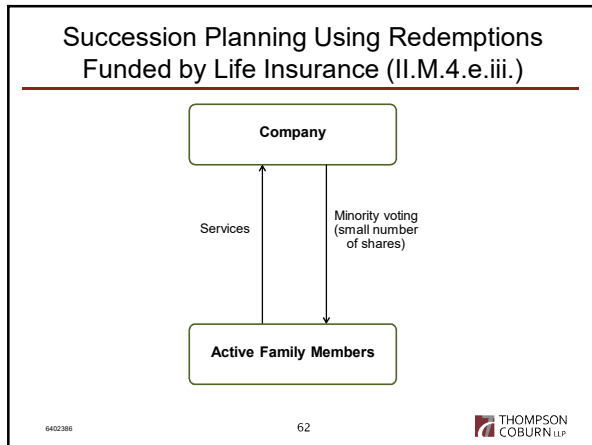 Succession Planning Using Redemptions
Funded by Life Insurance (II.M.4.e.iii.)
Company
Services
Minority voting
(small number
of shares)
Active Family Members
6402386
62
THOMPSON
COBURN LLP